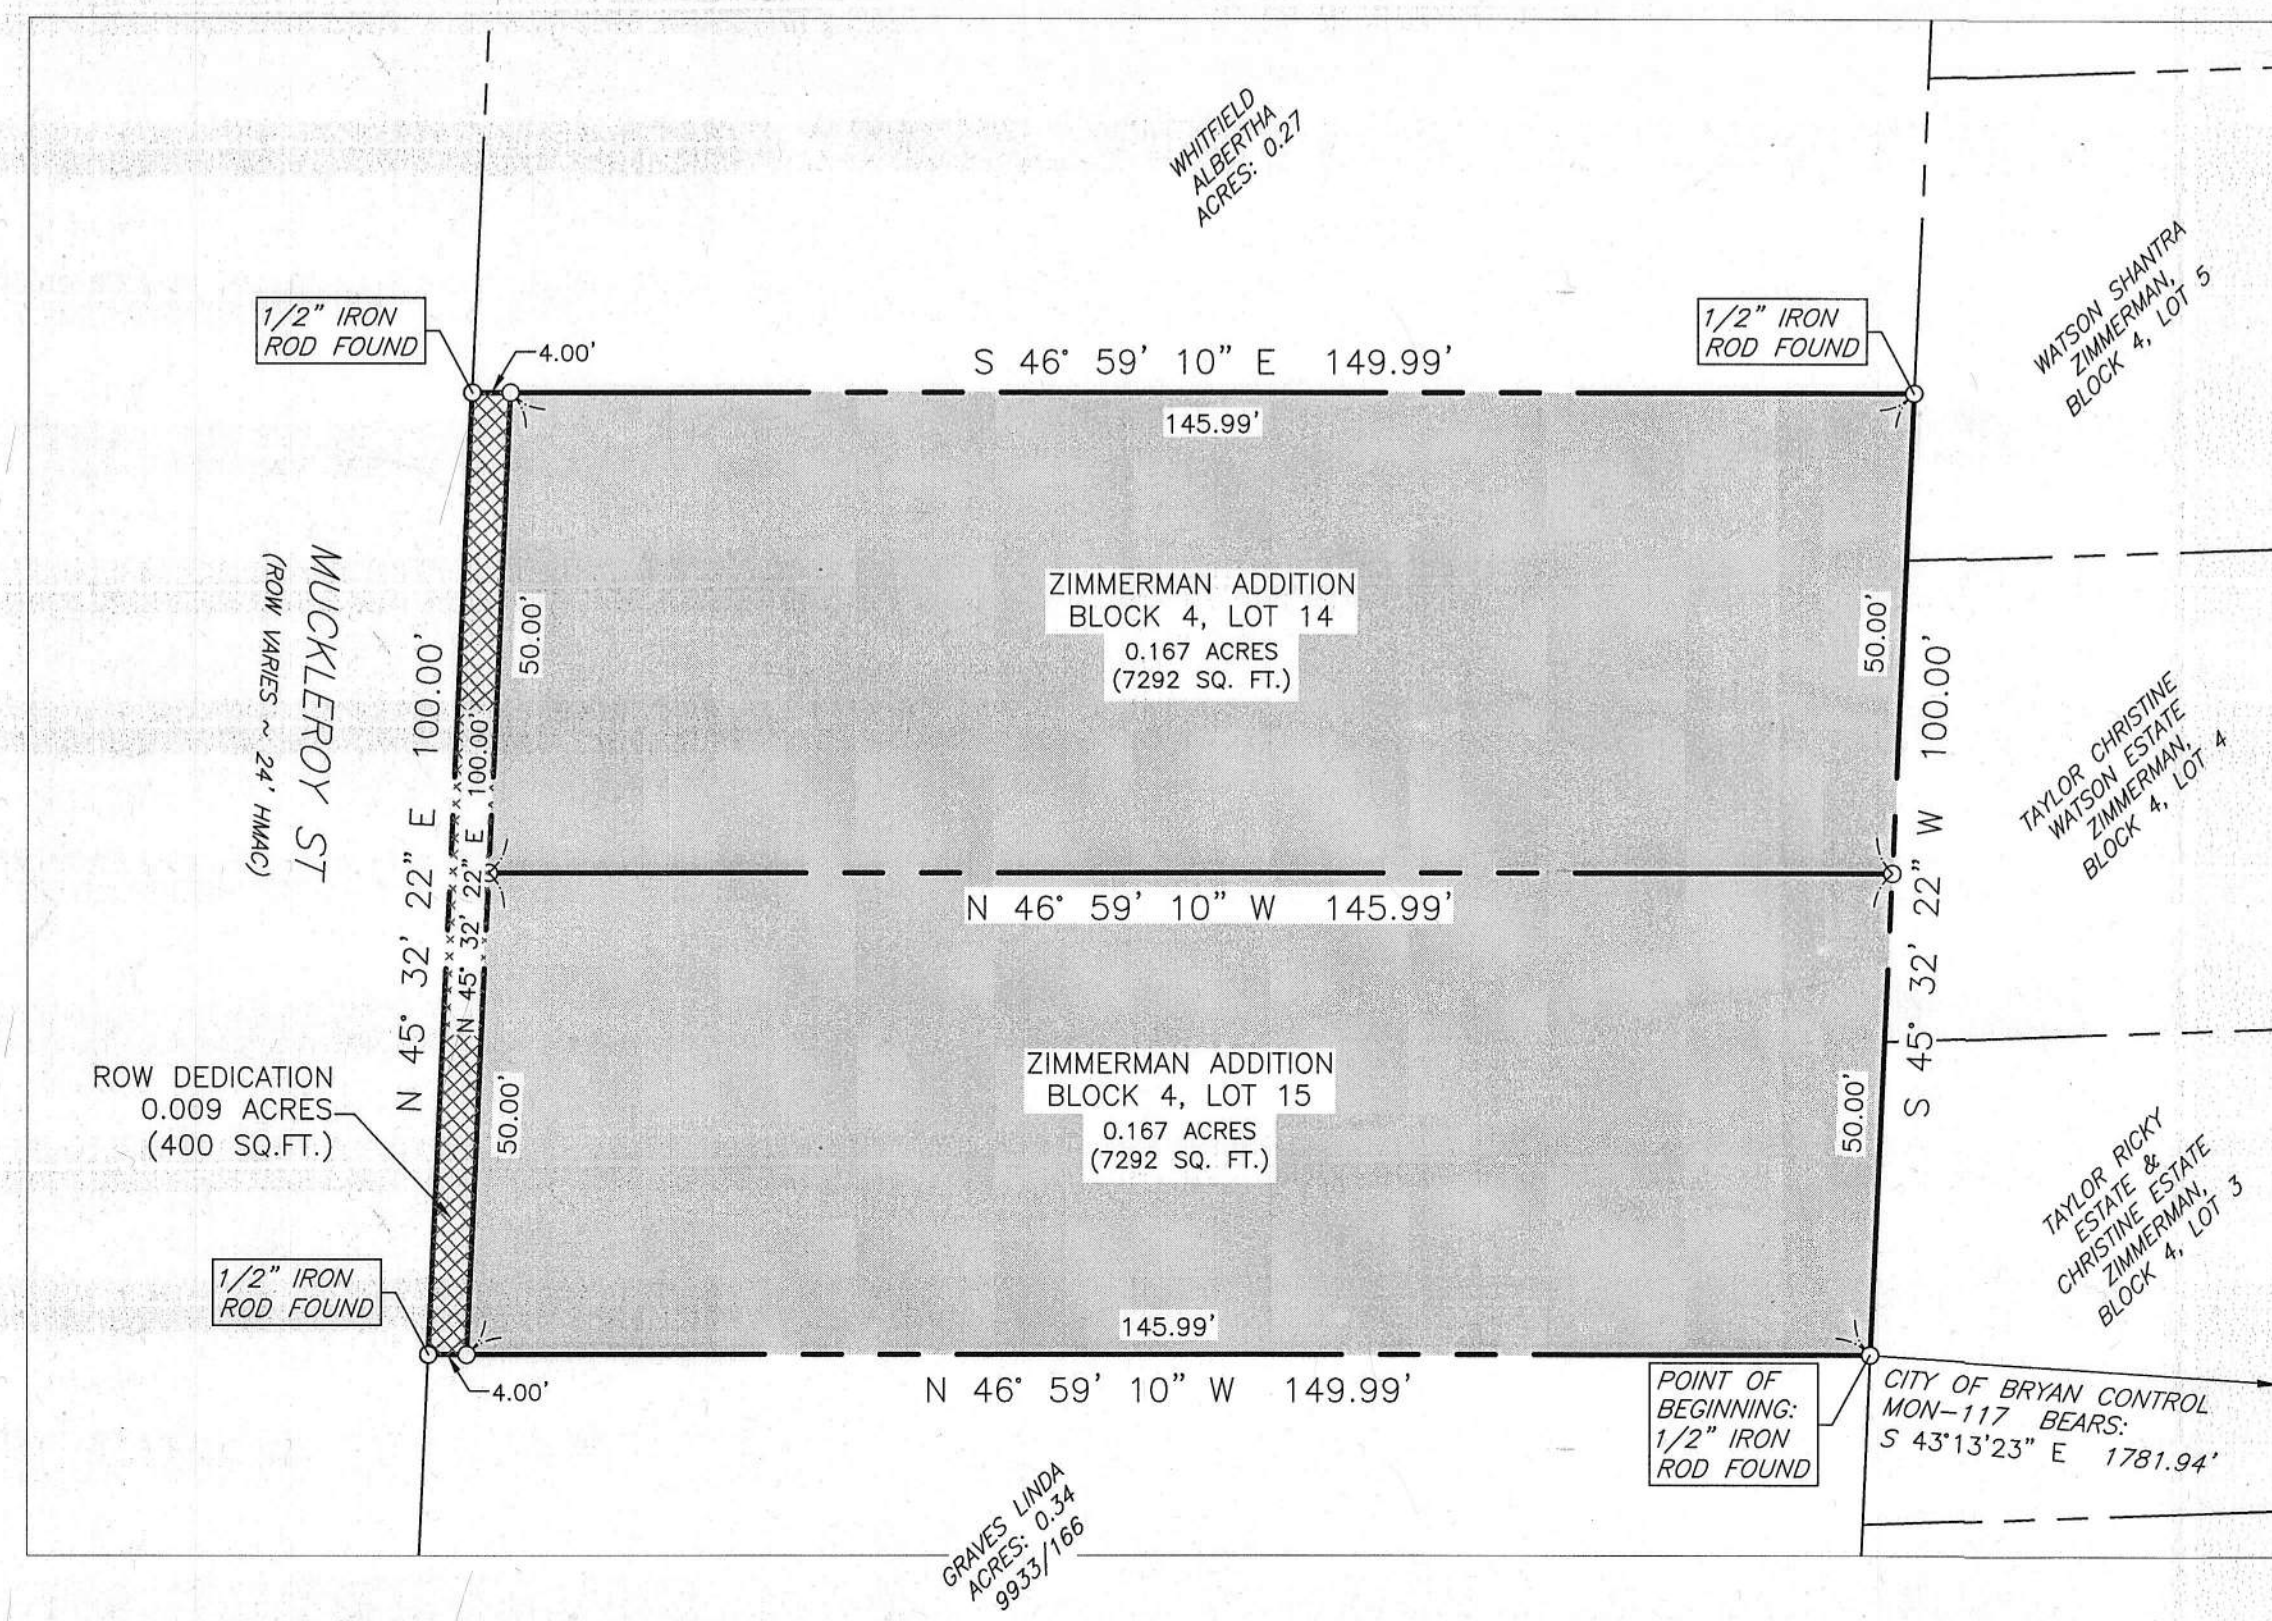 WHITFIELD
ALBERTHA
ACRES: 0.27
WATSON SHANTRA
ZIMMERMAN,
BLOCK 4, LOT 5
1/2" IRON
ROD FOUND
4.00'
S 46° 59' 10" E 149.99'
145.99'
1/2" IRON
ROD FOUND
MUCKLEROY ST
(ROW VARIES ~ 24' HMAC)
N 45° 32' 22" E 100.00'
N 45° 32' 22" E 100.00'
50.00'
ZIMMERMAN ADDITION
BLOCK 4, LOT 14
0.167 ACRES
(7292 SQ. FT.)
50.00'
S 45° 32' 22" W 100.00'
TAYLOR CHRISTINE
WATSON ESTATE
ZIMMERMAN,
BLOCK 4, LOT 4
N 46° 59' 10" W 145.99'
ROW DEDICATION
0.009 ACRES
(400 SQ.FT.)
50.00'
ZIMMERMAN ADDITION
BLOCK 4, LOT 15
0.167 ACRES
(7292 SQ. FT.)
50.00'
TAYLOR RICKY
ESTATE &
CHRISTINE ESTATE
ZIMMERMAN,
BLOCK 4, LOT 3
1/2" IRON
ROD FOUND
4.00'
145.99'
N 46° 59' 10" W 149.99'
POINT OF
BEGINNING:
1/2" IRON
ROD FOUND
CITY OF BRYAN CONTROL
MON-117 BEARS:
S 43°13'23" E 1781.94'
GRAVES LINDA
ACRES: 0.34
9933/166